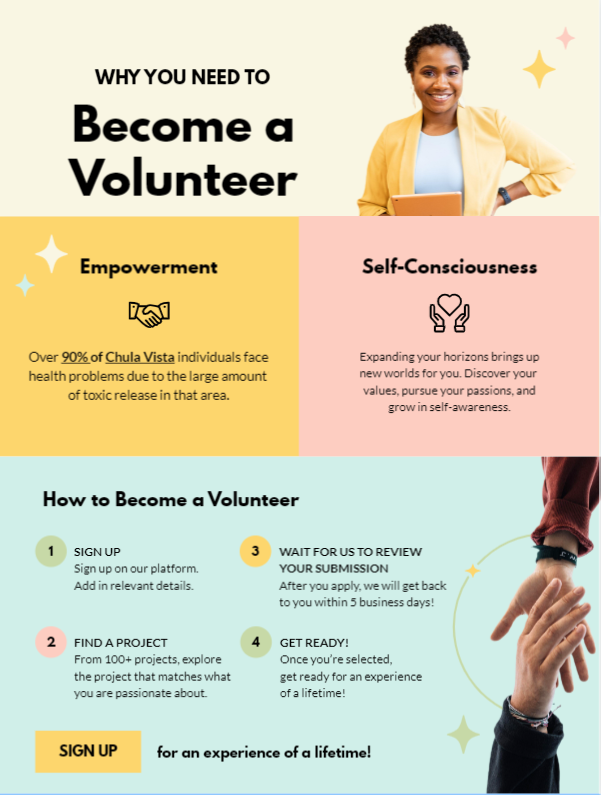 WHY YOU NEED TO
Become a
Volunteer
Empowerment
Over 90% of Chula Vista individuals face
health problems due to the large amount
of toxic release in that area.
Self-Consciousness
Expanding your horizons brings up
new worlds for you. Discover your
values, pursue your passions, and
grow in self-awareness.
How to Become a Volunteer
1
SIGN UP
Sign up on our platform.
Add in relevant details.
2
FIND A PROJECT
From 100+ projects, explore
the project that matches what
you are passionate about.
3
WAIT FOR US TO REVIEW
YOUR SUBMISSION
After you apply, we will get back
to you within 5 business days!
4
GET READY!
Once you're selected,
get ready for an experience
of a lifetime!
SIGN UP
for an experience of a lifetime!